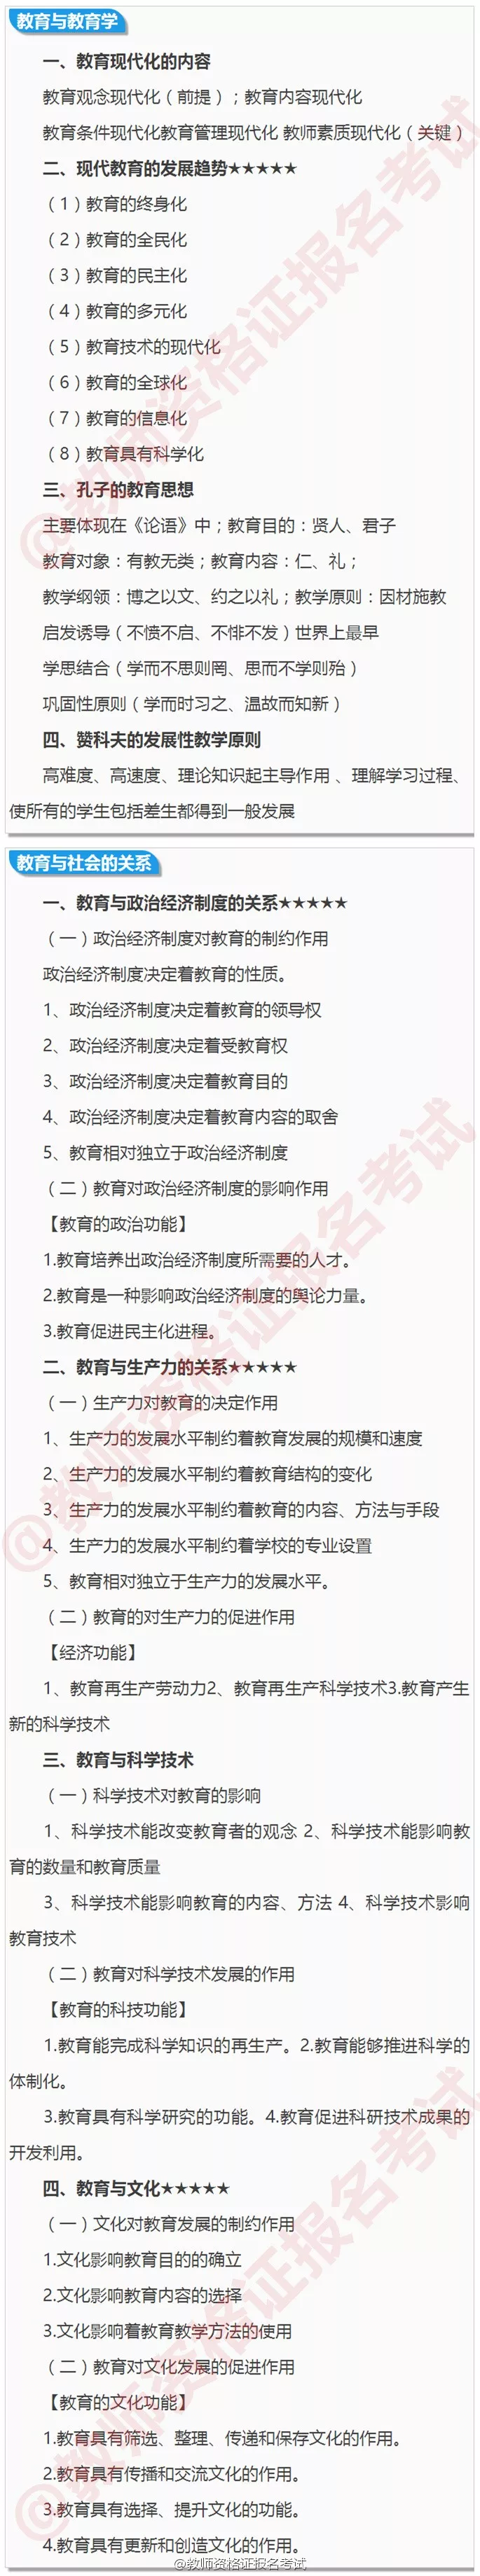 教育与教育学
一、教育现代化的内容
教育观念现代化（前提）；教育内容现代化
教育条件现代化教育管理现代化 教师素质现代化（关键）
二、现代教育的发展趋势★★★★★
（1）教育的终身化
（2）教育的全民化
（3）教育的民主化
（4）教育的多元化
（5）教育技术的现代化
（6）教育的全球化
（7）教育的信息化
（8）教育具有科学化
三、孔子的教育思想
主要体现在《论语》中；教育目的：贤人、君子
教育对象：有教无类；教育内容：仁、礼；
教学纲领：博之以文、约之以礼；教学原则：因材施教
启发诱导（不愤不启、不悱不发）世界上最早
学思结合（学而不思则罔、思而不学则殆）
巩固性原则（学而时习之、温故而知新）
四、赞科夫的发展性教学原则
高难度、高速度、理论知识起主导作用 、理解学习过程、
使所有的学生包括差生都得到一般发展
@教师资格证报名考试
教育与社会的关系
一、教育与政治经济制度的关系★★★★★
（一）政治经济制度对教育的制约作用
政治经济制度决定着教育的性质。
1、政治经济制度决定着教育的领导权
2、政治经济制度决定着受教育权
3、政治经济制度决定着教育目的
4、政治经济制度决定着教育内容的取舍
5、教育相对独立于政治经济制度
（二）教育对政治经济制度的影响作用
【教育的政治功能】
1.教育培养出政治经济制度所需要的人才。
2.教育是一种影响政治经济制度的舆论力量。
3.教育促进民主化进程。
二、教育与生产力的关系★★★★★
（一）生产力对教育的决定作用
1、生产力的发展水平制约着教育发展的规模和速度
2、生产力的发展水平制约着教育结构的变化
3、生产力的发展水平制约着教育的内容、方法与手段
4、生产力的发展水平制约着学校的专业设置
5、教育相对独立于生产力的发展水平。
（二）教育的对生产力的促进作用
【经济功能】
1、教育再生产劳动力2、教育再生产科学技术3.教育产生
新的科学技术
@教师资格证报名考试
三、教育与科学技术
（一）科学技术对教育的影响
1、科学技术能改变教育者的观念 2、科学技术能影响教
育的数量和教育质量
3、科学技术能影响教育的内容、方法 4、科学技术影响
教育技术
（二）教育对科学技术发展的作用
【教育的科技功能】
1.教育能完成科学知识的再生产。2.教育能够推进科学的
体制化。
3.教育具有科学研究的功能。4.教育促进科研技术成果的
开发利用。
四、教育与文化★★★★★
（一）文化对教育发展的制约作用
1.文化影响教育目的的确立
2.文化影响教育内容的选择
3.文化影响着教育教学方法的使用
（二）教育对文化发展的促进作用
【教育的文化功能】
1.教育具有筛选、整理、传递和保存文化的作用。
2.教育具有传播和交流文化的作用。
3.教育具有选择、提升文化的功能。
4.教育具有更新和创造文化的作用。
@教师资格证报名考试
@教师资格证报名考试